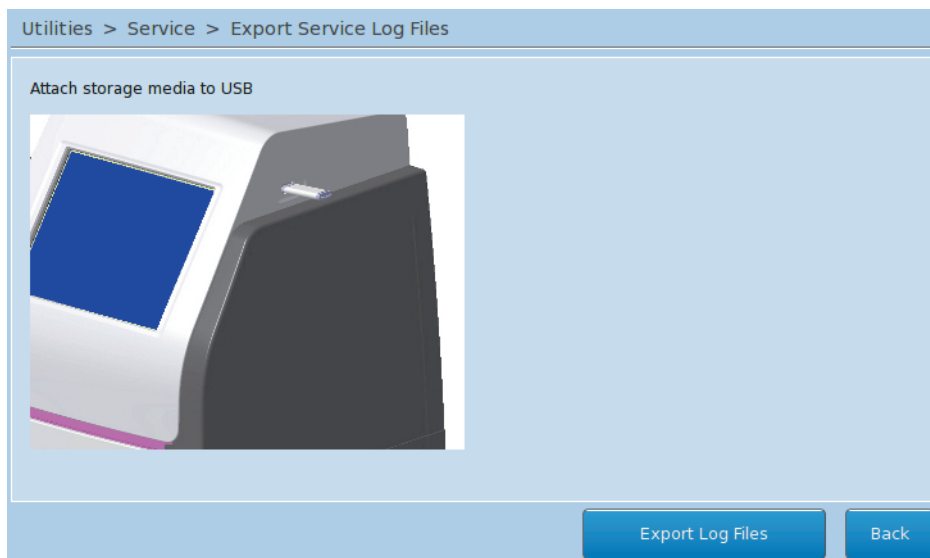 Utilities > Service > Export Service Log Files
Attach storage media to USB
Export Log Files
Back